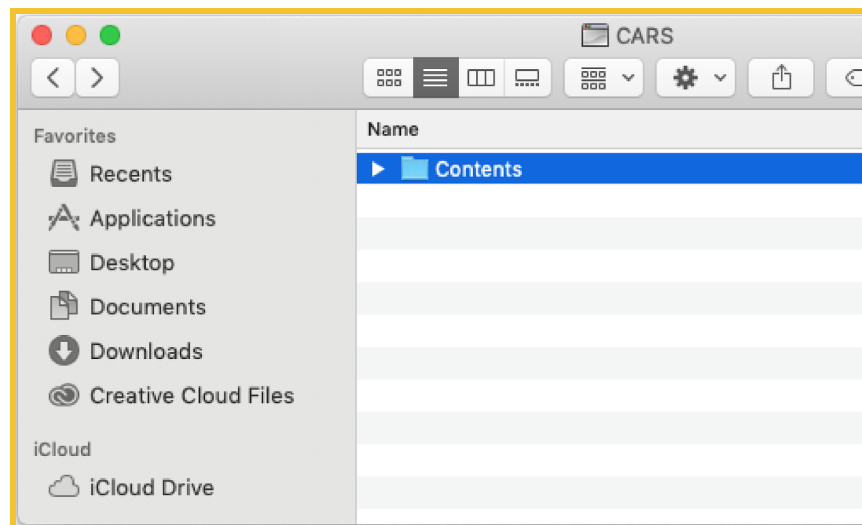 CARS
Favorites
Recents
Applications
Desktop
Documents
Downloads
Creative Cloud Files
iCloud
iCloud Drive
Name
Contents